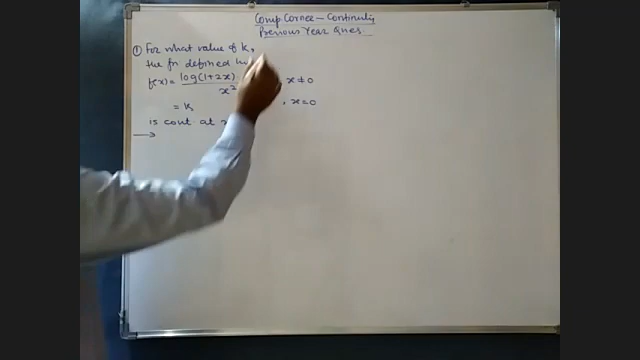 Comp Corner – Continuity
Previous Year Ques.
① For what value of k,
the fn defined by
f(x) = log(1+2x) , x ≠ 0
x²
= k , x = 0
is cont. at
→